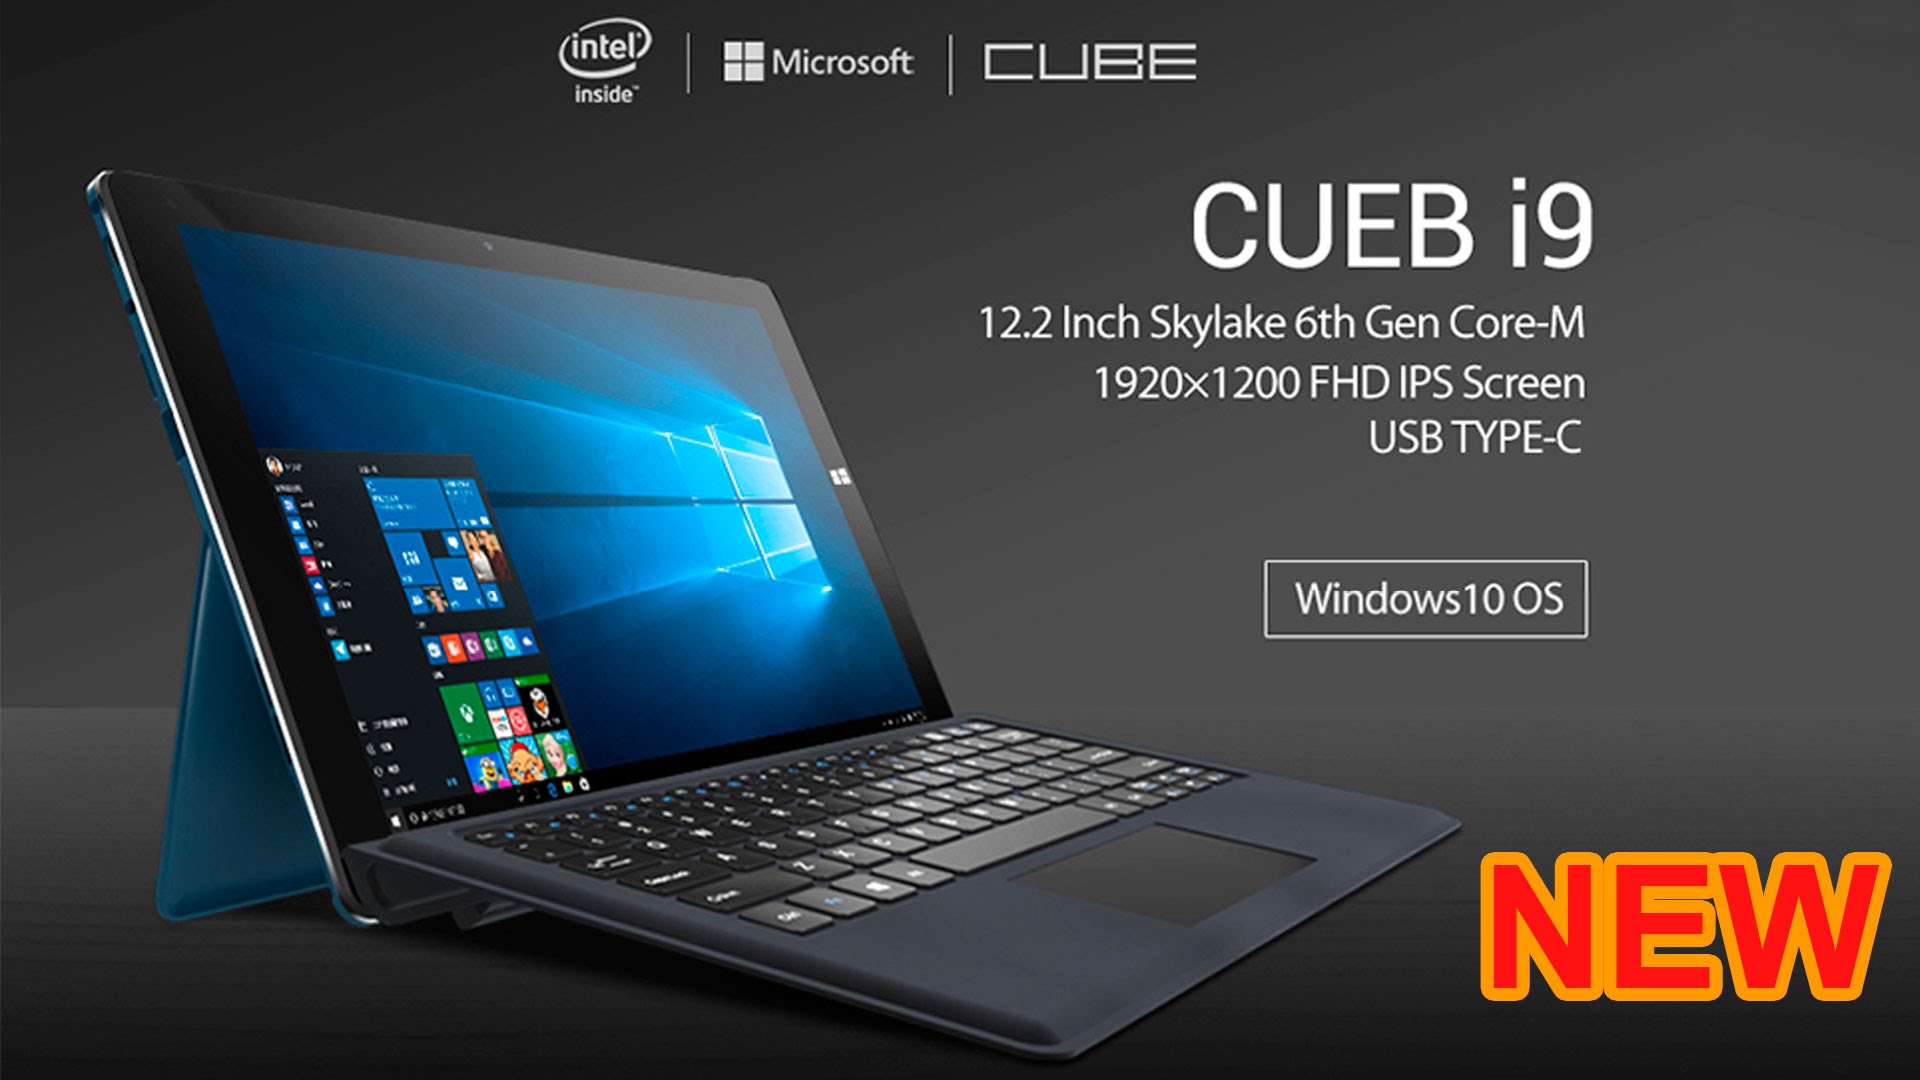 intel inside™
Microsoft
CUBE
CUEB i9
12.2 Inch Skylake 6th Gen Core-M
1920×1200 FHD IPS Screen
USB TYPE-C
Windows10 OS
NEW